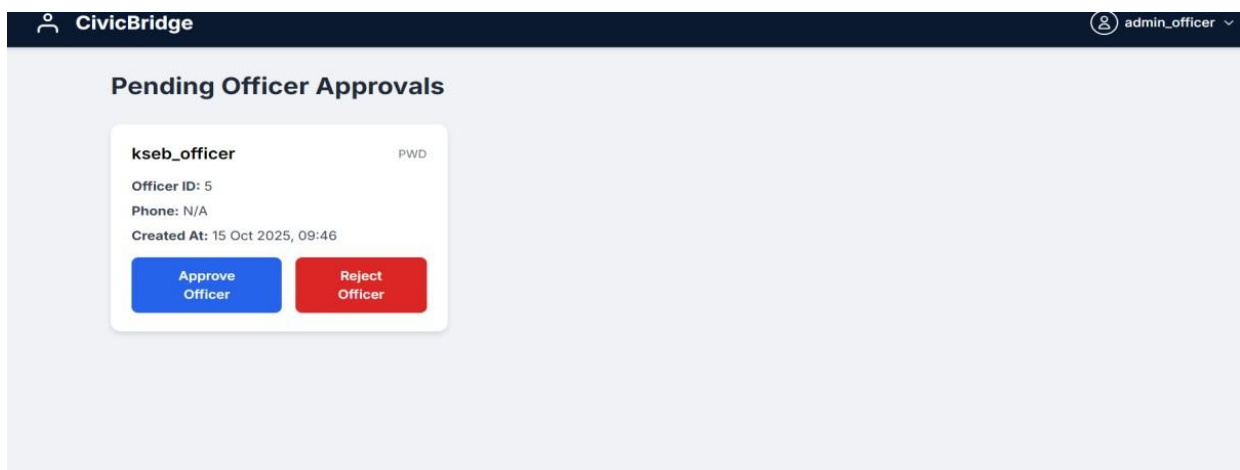 CivicBridge
admin_officer
Pending Officer Approvals
kseb_officer
PWD
Officer ID: 5
Phone: N/A
Created At: 15 Oct 2025, 09:46
Approve
Officer
Reject
Officer